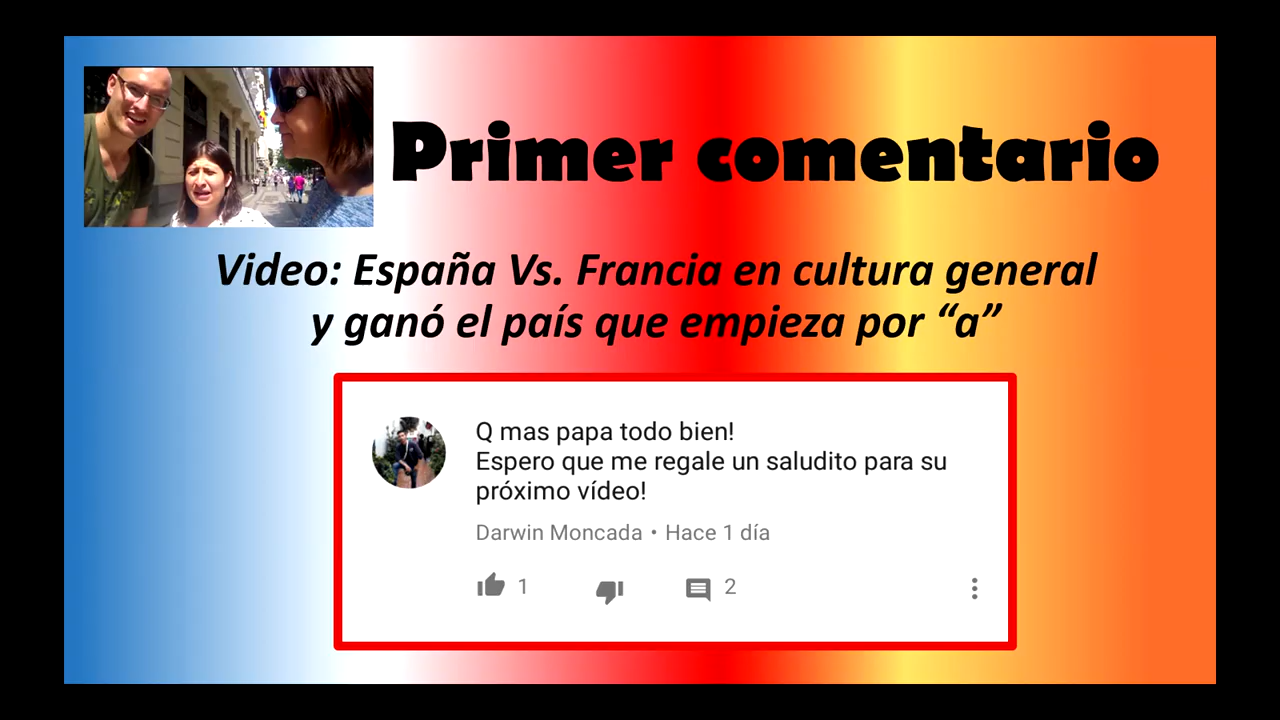 Primer comentario
Video: España Vs. Francia en cultura general
y ganó el país que empieza por “a”
Q mas papa todo bien!
Espero que me regale un saludito para su
próximo vídeo!
Darwin Moncada • Hace 1 día
1 2